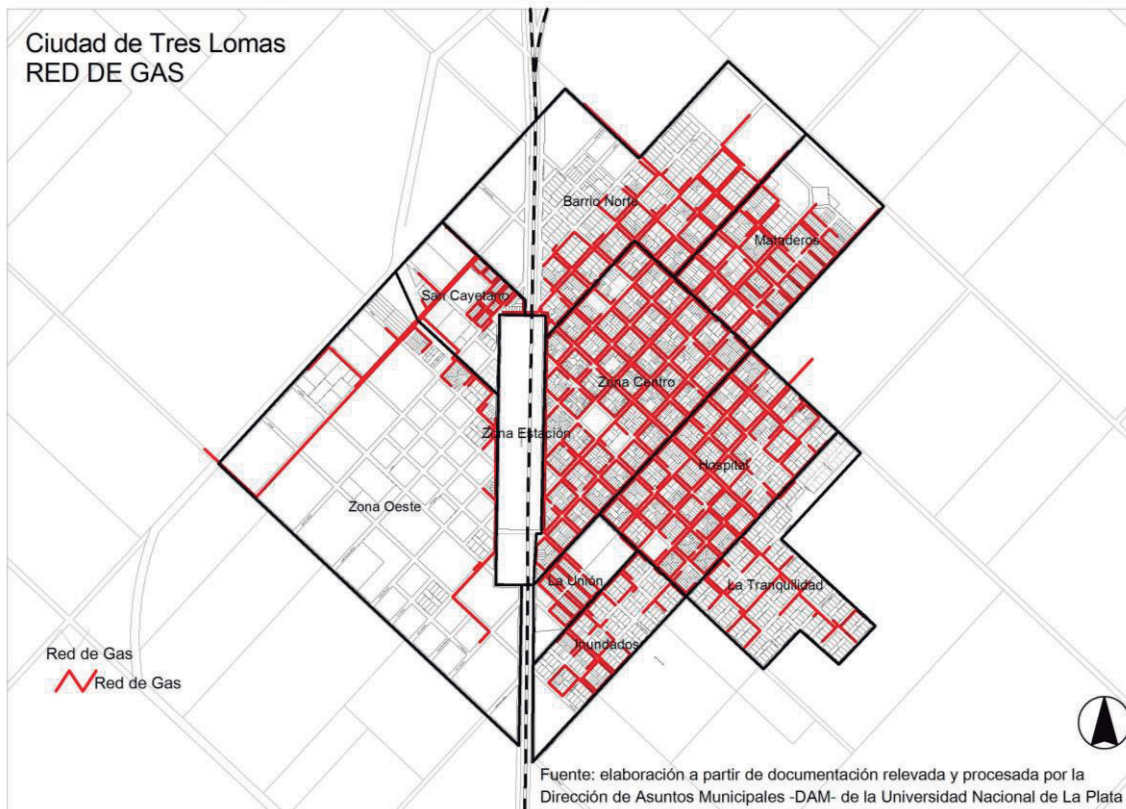 Ciudad de Tres Lomas
RED DE GAS
Barrio Norte
Mataderos
San Cayetano
Zona Centro
Zona Estación
Hospital
Zona Oeste
La Unión
La Tranquilidad
Inundados
Red de Gas
Red de Gas
Fuente: elaboración a partir de documentación relevada y procesada por la
Dirección de Asuntos Municipales -DAM- de la Universidad Nacional de La Plata